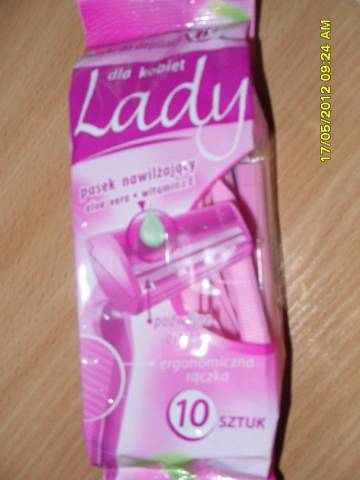 dla kobiet
Lady
pasek nawilżający
aloe vera + witamina E
ergonomiczna
rączka
10 SZTUK
17/05/2012 09:24 AM